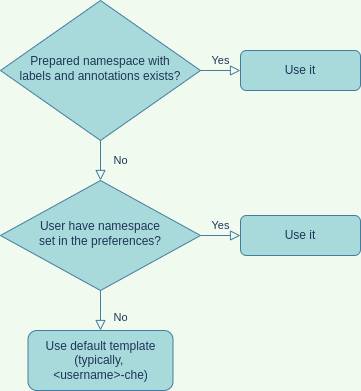 Prepared namespace with
labels and annotations exists?
Yes
Use it
No
User have namespace
set in the preferences?
Yes
Use it
No
Use default template
(typically,
<username>-che)